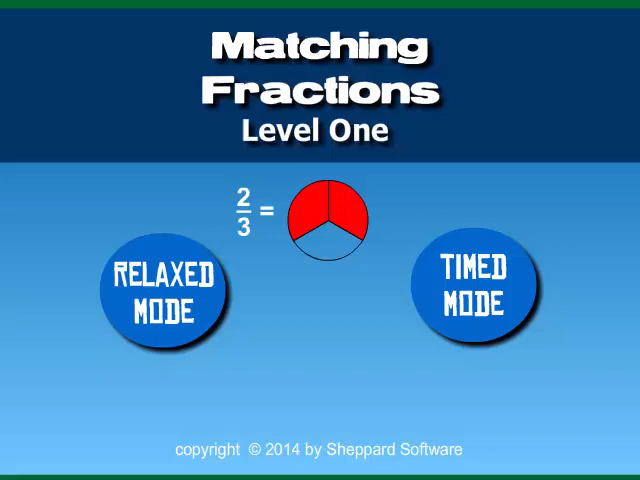 Matching
Fractions
Level One
2/3 =
RELAXED
MODE
TIMED
MODE
copyright © 2014 by Sheppard Software